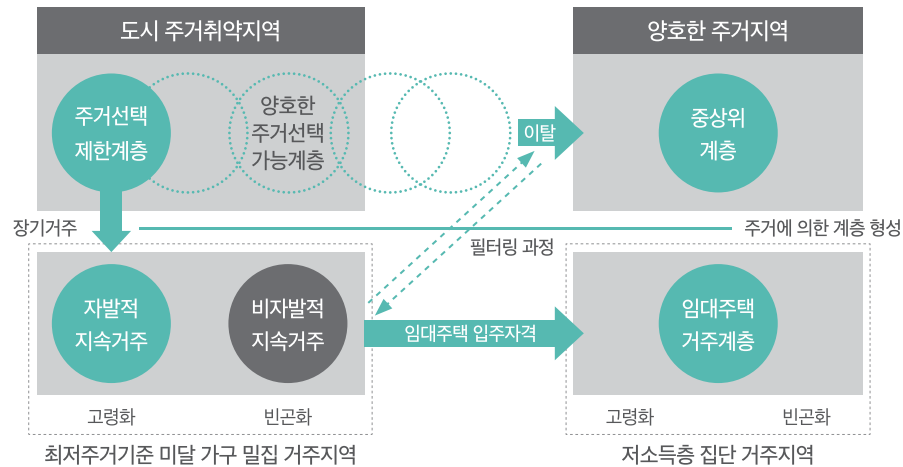 도시 주거취약지역
양호한 주거지역
주거선택
제한계층
양호한
주거선택
가능계층
이탈
중상위
계층
장기거주
주거에 의한 계층 형성
필터링 과정
자발적
지속거주
비자발적
지속거주
임대주택 입주자격
임대주택
거주계층
고령화
빈곤화
고령화
빈곤화
최저주거기준 미달 가구 밀집 거주지역
저소득층 집단 거주지역